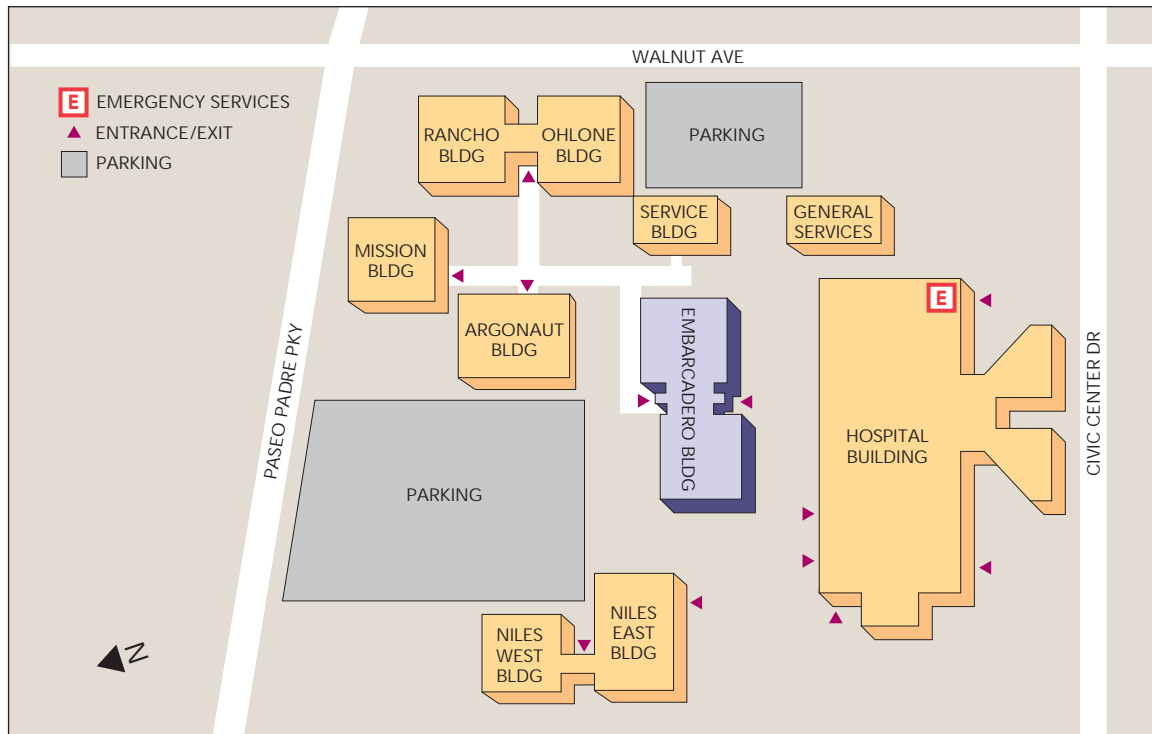 WALNUT AVE
E EMERGENCY SERVICES
ENTRANCE/EXIT
PARKING
RANCHO
BLDG
OHLONE
BLDG
PARKING
SERVICE
BLDG
GENERAL
SERVICES
MISSION
BLDG
ARGONAUT
BLDG
E
EMBARCADERO BLDG
PASEO PADRE PKY
CIVIC CENTER DR
HOSPITAL
BUILDING
PARKING
NILES
WEST
BLDG
NILES
EAST
BLDG
N